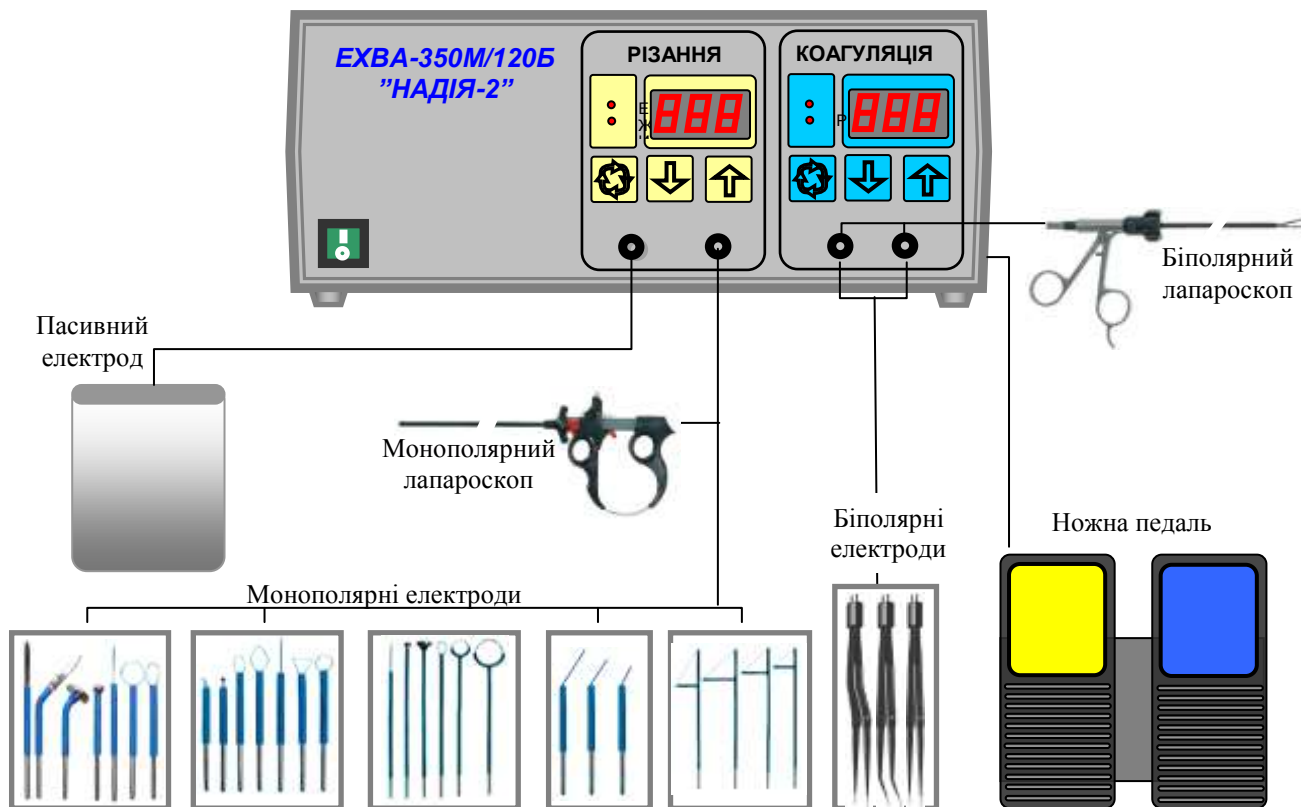 ЕХВА-350М/120Б
”НАДІЯ-2”
РІЗАННЯ
КОАГУЛЯЦІЯ
888
888
Біполярний
лапароскоп
Пасивний
електрод
Монополярний
лапароскоп
Біполярні
електроди
Ножна педаль
Монополярні електроди